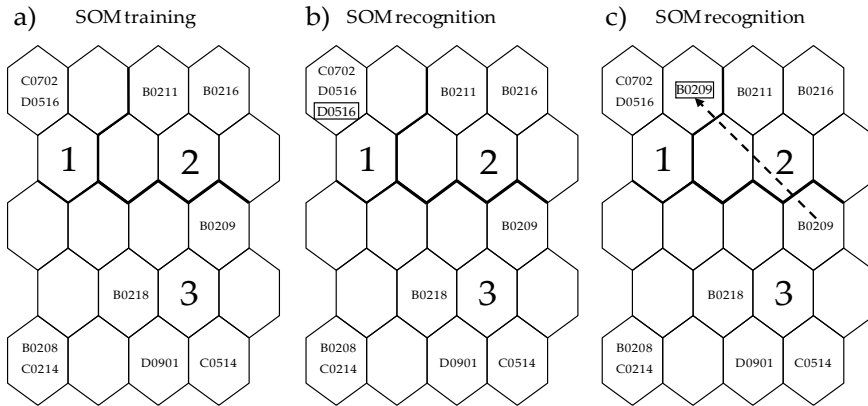 a) SOM training
C0702
D0516
B0211
B0216
1
2
B0209
B0218
3
B0208
C0214
D0901
C0514
b) SOM recognition
C0702
D0516
D0516
B0211
B0216
1
2
B0209
B0218
3
B0208
C0214
D0901
C0514
c) SOM recognition
C0702
D0516
B0209
B0211
B0216
1
2
B0209
B0218
3
B0208
C0214
D0901
C0514